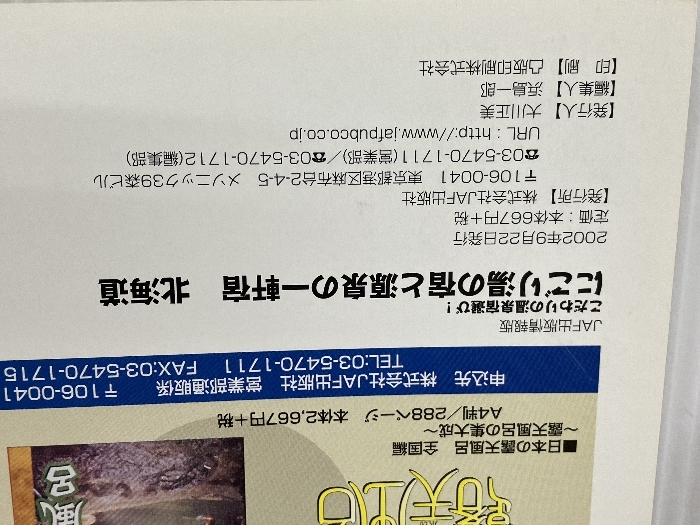 露天風呂
■日本の露天風呂 全国編
～露天風呂の集大成～
A4判／288ページ 本体2,667円＋税
風呂
申込先 株式会社JAF出版社 営業部通販係 〒106-0041
TEL:03-5470-1711 FAX:03-5470-1715
JAF出版情報版
こだわりの温泉宿選び！
にごり湯の宿と源泉の一軒宿 北海道
2002年9月22日発行
定価：本体667円＋税
【発行所】 株式会社JAF出版社
〒106-0041 東京都港区麻布台2-4-5 メソニック39森ビル
☎03-5470-1711(営業部)／☎03-5470-1712(編集部)
URL：http://www.jafpubco.co.jp
【発行人】 大川正美
【編集人】 浜島一郎
【印 刷】 凸版印刷株式会社